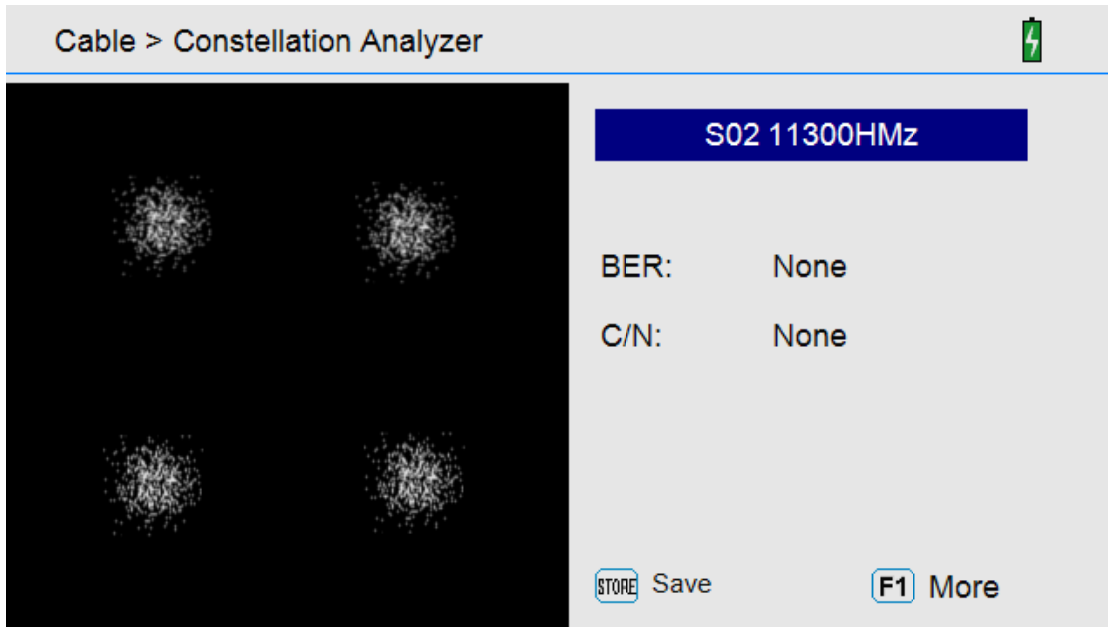 Cable > Constellation Analyzer
S02 11300HMz
BER: None
C/N: None
STORE Save F1 More